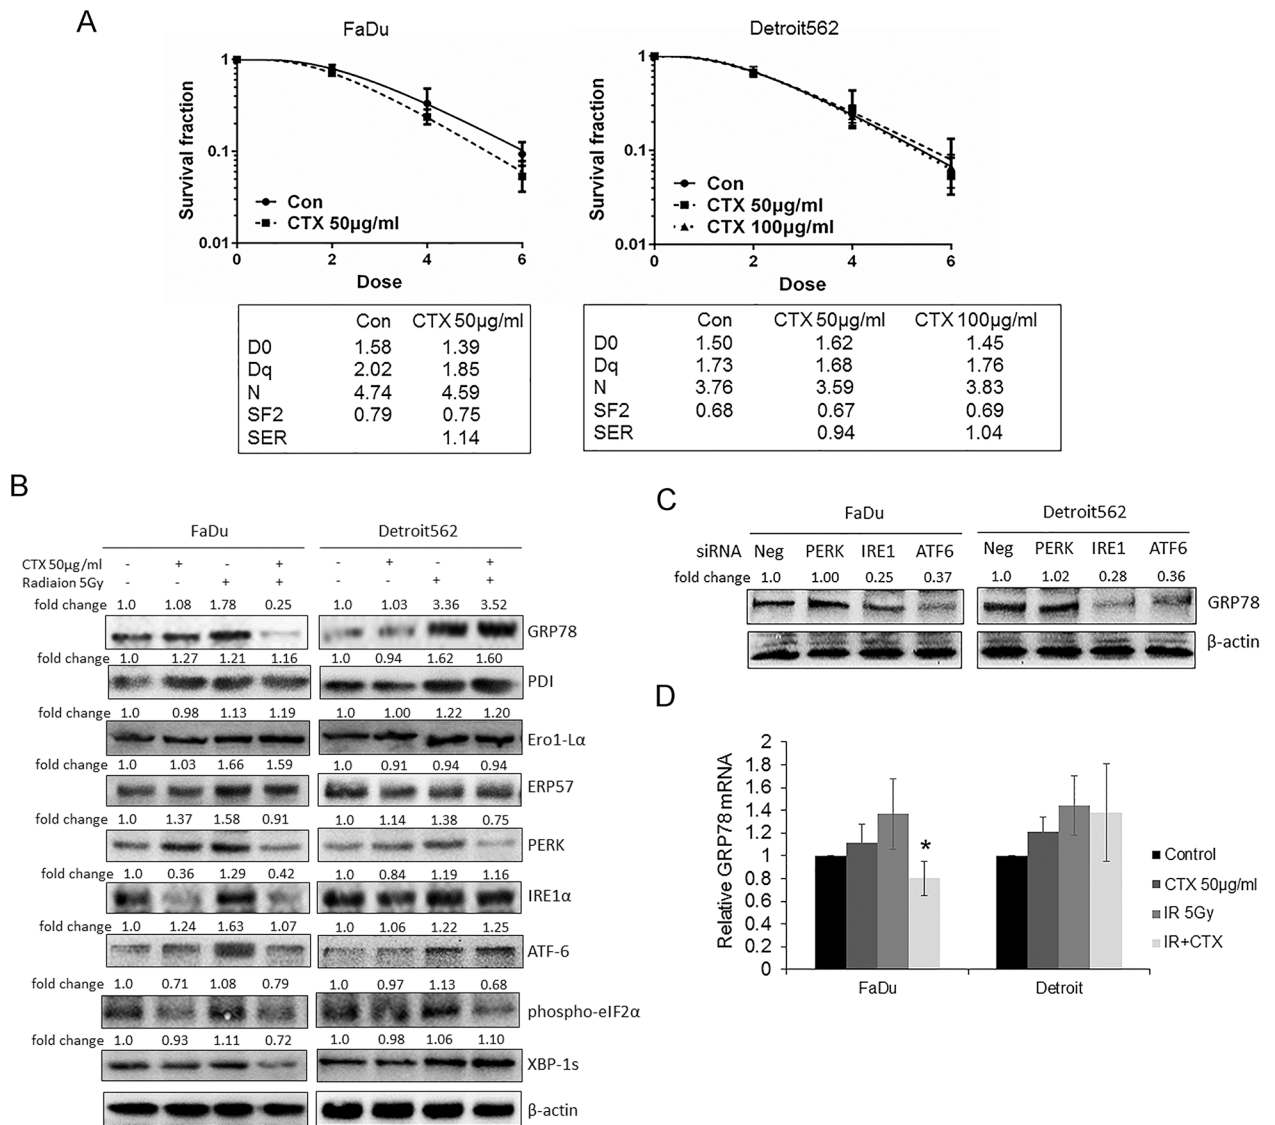 A
FaDu
Detroit562
Survival fraction
1
0.1
0.01
Con
CTX 50µg/ml
0 2 4 6
Dose
Survival fraction
1
0.1
0.01
Con
CTX 50µg/ml
CTX 100µg/ml
0 2 4 6
Dose
Con CTX 50µg/ml
D0 1.58 1.39
Dq 2.02 1.85
N 4.74 4.59
SF2 0.79 0.75
SER 1.14
Con CTX 50µg/ml CTX 100µg/ml
D0 1.50 1.62 1.45
Dq 1.73 1.68 1.76
N 3.76 3.59 3.83
SF2 0.68 0.67 0.69
SER 0.94 1.04
B
FaDu Detroit562
CTX 50µg/ml - + - + - + - +
Radiaion 5Gy - - + + - - + +
fold change 1.0 1.08 1.78 0.25 1.0 1.03 3.36 3.52
GRP78
fold change 1.0 1.27 1.21 1.16 1.0 0.94 1.62 1.60
PDI
fold change 1.0 0.98 1.13 1.19 1.0 1.00 1.22 1.20
Ero1-Lα
fold change 1.0 1.03 1.66 1.59 1.0 0.91 0.94 0.94
ERP57
fold change 1.0 1.37 1.58 0.91 1.0 1.14 1.38 0.75
PERK
fold change 1.0 0.36 1.29 0.42 1.0 0.84 1.19 1.16
IRE1α
fold change 1.0 1.24 1.63 1.07 1.0 1.06 1.22 1.25
ATF-6
fold change 1.0 0.71 1.08 0.79 1.0 0.97 1.13 0.68
phospho-eIF2α
fold change 1.0 0.93 1.11 0.72 1.0 0.98 1.06 1.10
XBP-1s
β-actin
C
FaDu Detroit562
siRNA Neg PERK IRE1 ATF6 Neg PERK IRE1 ATF6
fold change 1.0 1.00 0.25 0.37 1.0 1.02 0.28 0.36
GRP78
β-actin
D
Relative GRP78mRNA
2
1.8
1.6
1.4
1.2
1
0.8
0.6
0.4
0.2
0
*
FaDu Detroit
Control
CTX 50µg/ml
IR 5Gy
IR+CTX